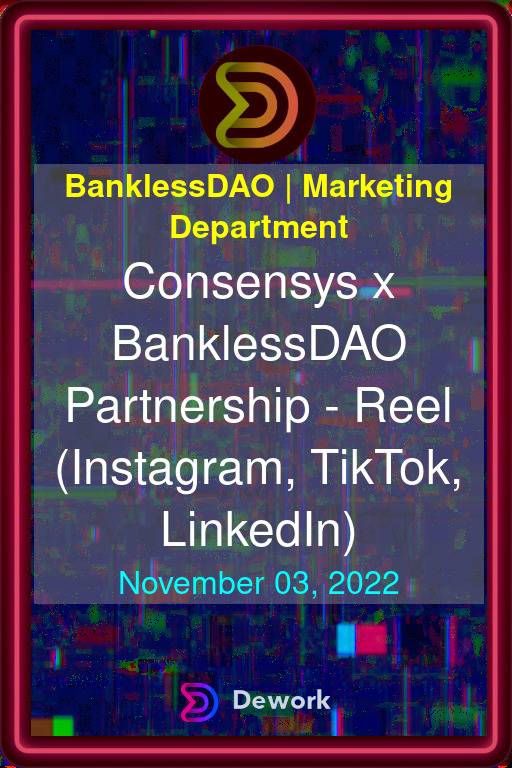 BanklessDAO | Marketing
Department
Consensys x
BanklessDAO
Partnership - Reel
(Instagram, TikTok,
LinkedIn)
November 03, 2022
Dework